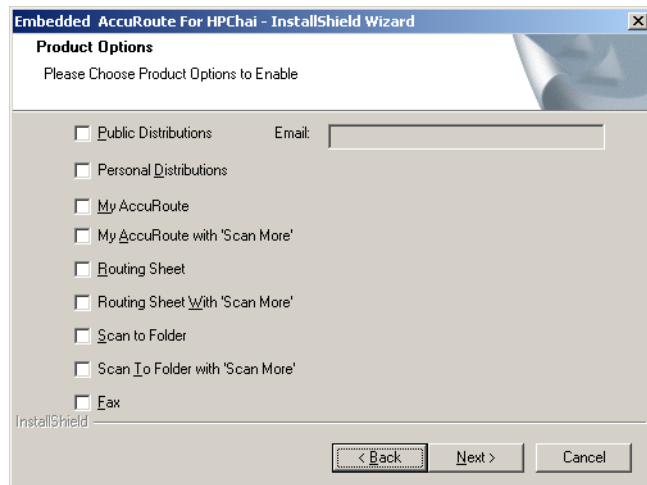 Embedded AccuRoute For HPChai - InstallShield Wizard
Product Options
Please Choose Product Options to Enable
Public Distributions Email:
Personal Distributions
My AccuRoute
My AccuRoute with 'Scan More'
Routing Sheet
Routing Sheet With 'Scan More'
Scan to Folder
Scan To Folder with 'Scan More'
Fax
InstallShield
< Back Next > Cancel